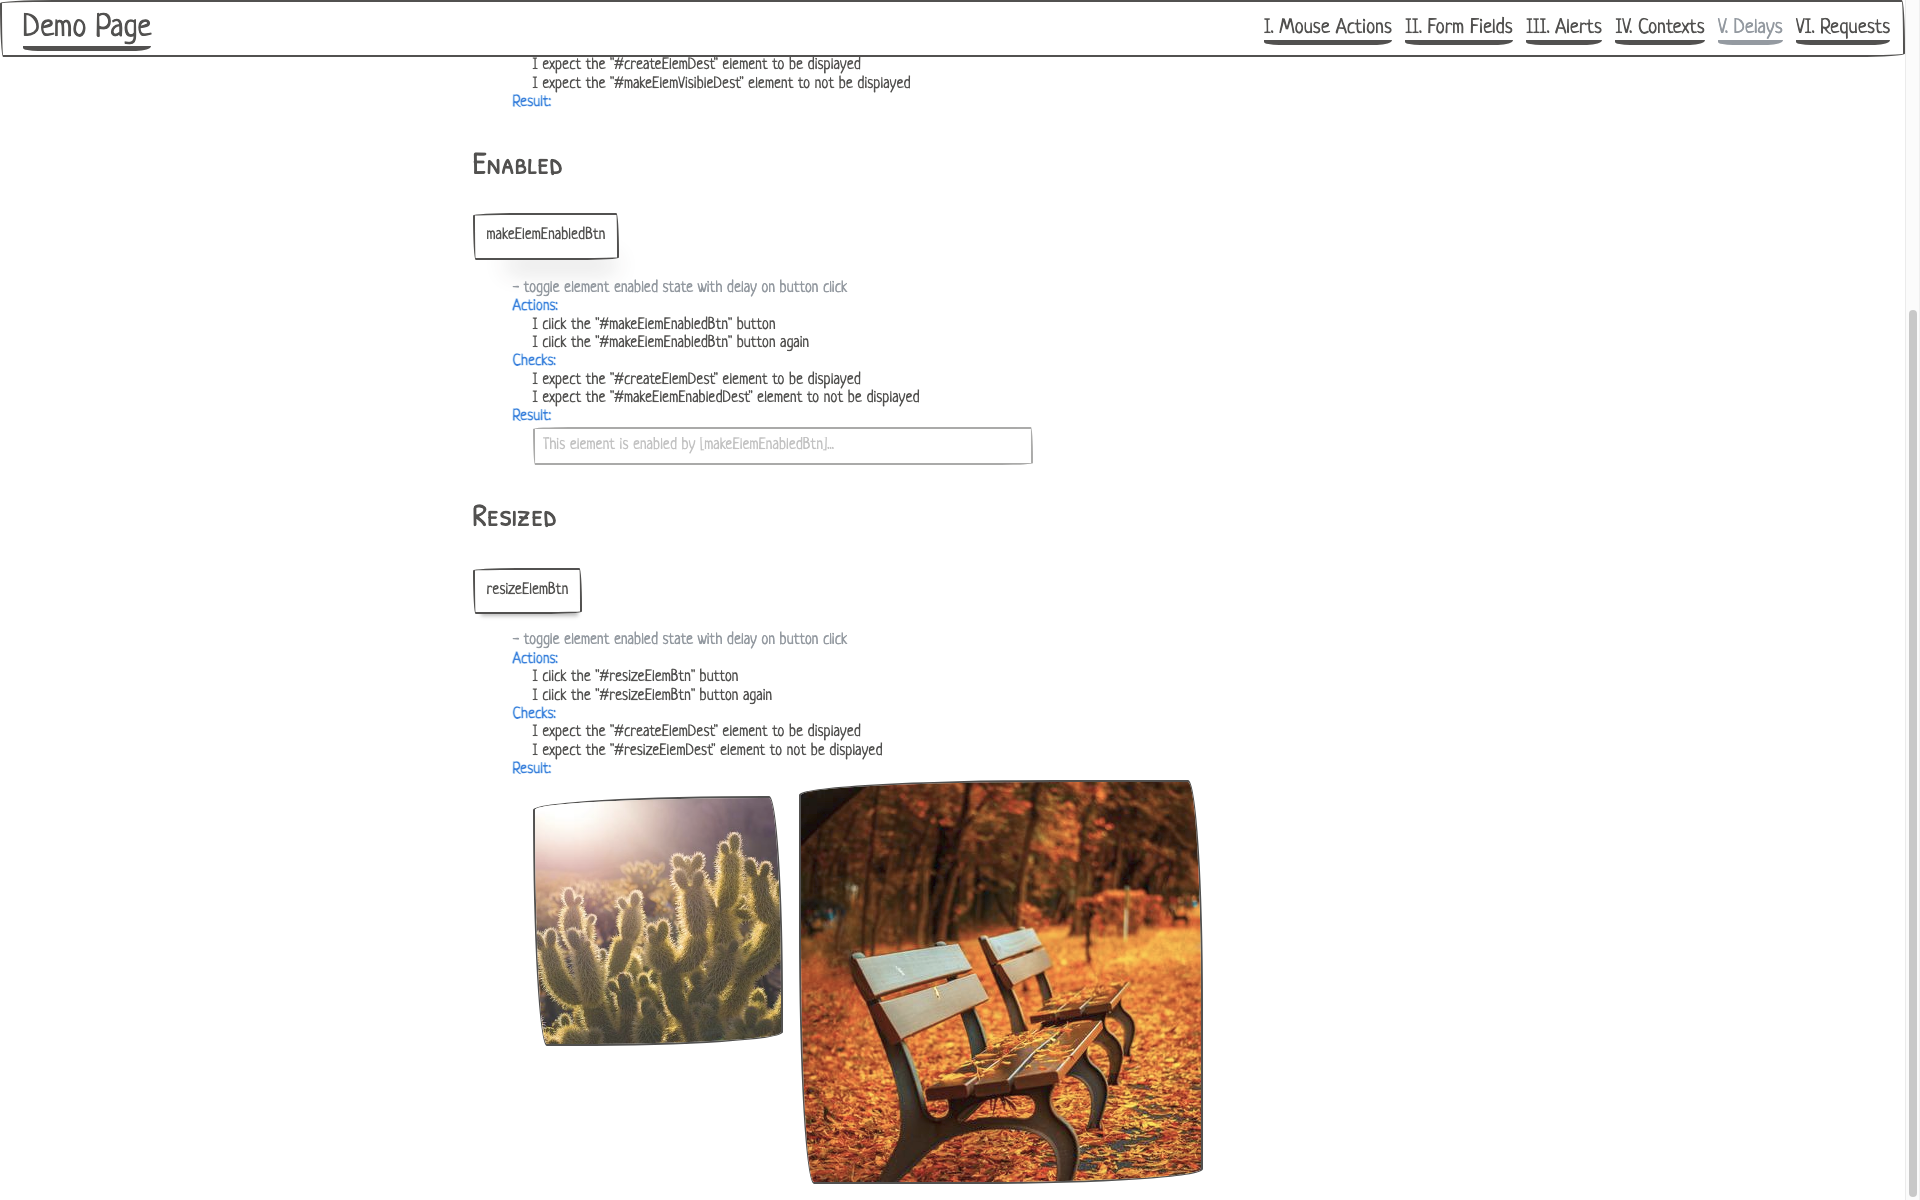 Demo Page
I. Mouse Actions
II. Form Fields
III. Alerts
IV. Contexts
V. Delays
VI. Requests
I expect the "#createElemDest" element to be displayed
I expect the "#makeElemVisibleDest" element to not be displayed
Result:
Enabled
makeElemEnabledBtn
- toggle element enabled state with delay on button click
Actions:
I click the "#makeElemEnabledBtn" button
I click the "#makeElemEnabledBtn" button again
Checks:
I expect the "#createElemDest" element to be displayed
I expect the "#makeElemEnabledDest" element to not be displayed
Result:
This element is enabled by [makeElemEnabledBtn]...
Resized
resizeElemBtn
- toggle element enabled state with delay on button click
Actions:
I click the "#resizeElemBtn" button
I click the "#resizeElemBtn" button again
Checks:
I expect the "#createElemDest" element to be displayed
I expect the "#resizeElemDest" element to not be displayed
Result: